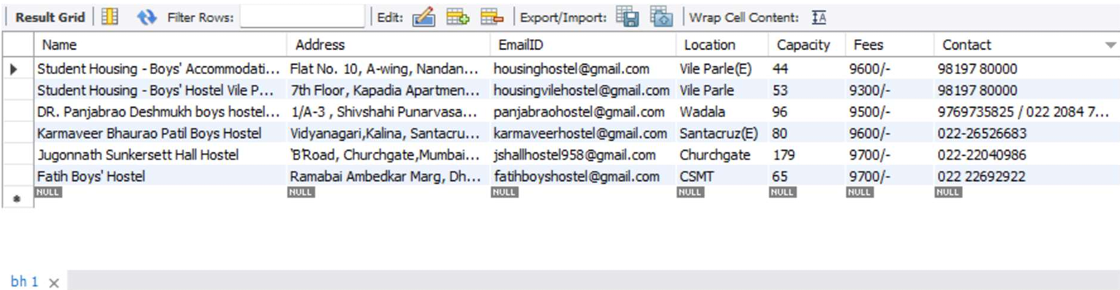 Result Grid Filter Rows: Edit: Export/Import: Wrap Cell Content: IA
Name Address EmailID Location Capacity Fees Contact
Student Housing - Boys' Accommodati... Flat No. 10, A-wing, Nandan... housinghostel@gmail.com Vile Parle(E) 44 9600/- 98197 80000
Student Housing - Boys' Hostel Vile P... 7th Floor, Kapadia Apartmen... housingvilehostel@gmail.com Vile Parle 53 9300/- 98197 80000
DR. Panjabrao Deshmukh boys hostel... 1/A-3 , Shivshahi Punarvasa... panjabraohostel@gmail.com Wadala 96 9500/- 9769735825 / 022 2084 7...
Karmaveer Bhaurao Patil Boys Hostel Vidyanagari,Kalina, Santacru... karmaveerhostel@gmail.com Santacruz(E) 80 9600/- 022-26526683
Jugonnath Sunkersett Hall Hostel 'B'Road, Churchgate,Mumbai... jshallhostel958@gmail.com Churchgate 179 9700/- 022-22040986
Fatih Boys' Hostel Ramabai Ambedkar Marg, Dh... fatihboyshostel@gmail.com CSMT 65 9700/- 022 22692922
NULL NULL NULL NULL NULL NULL NULL
bh 1